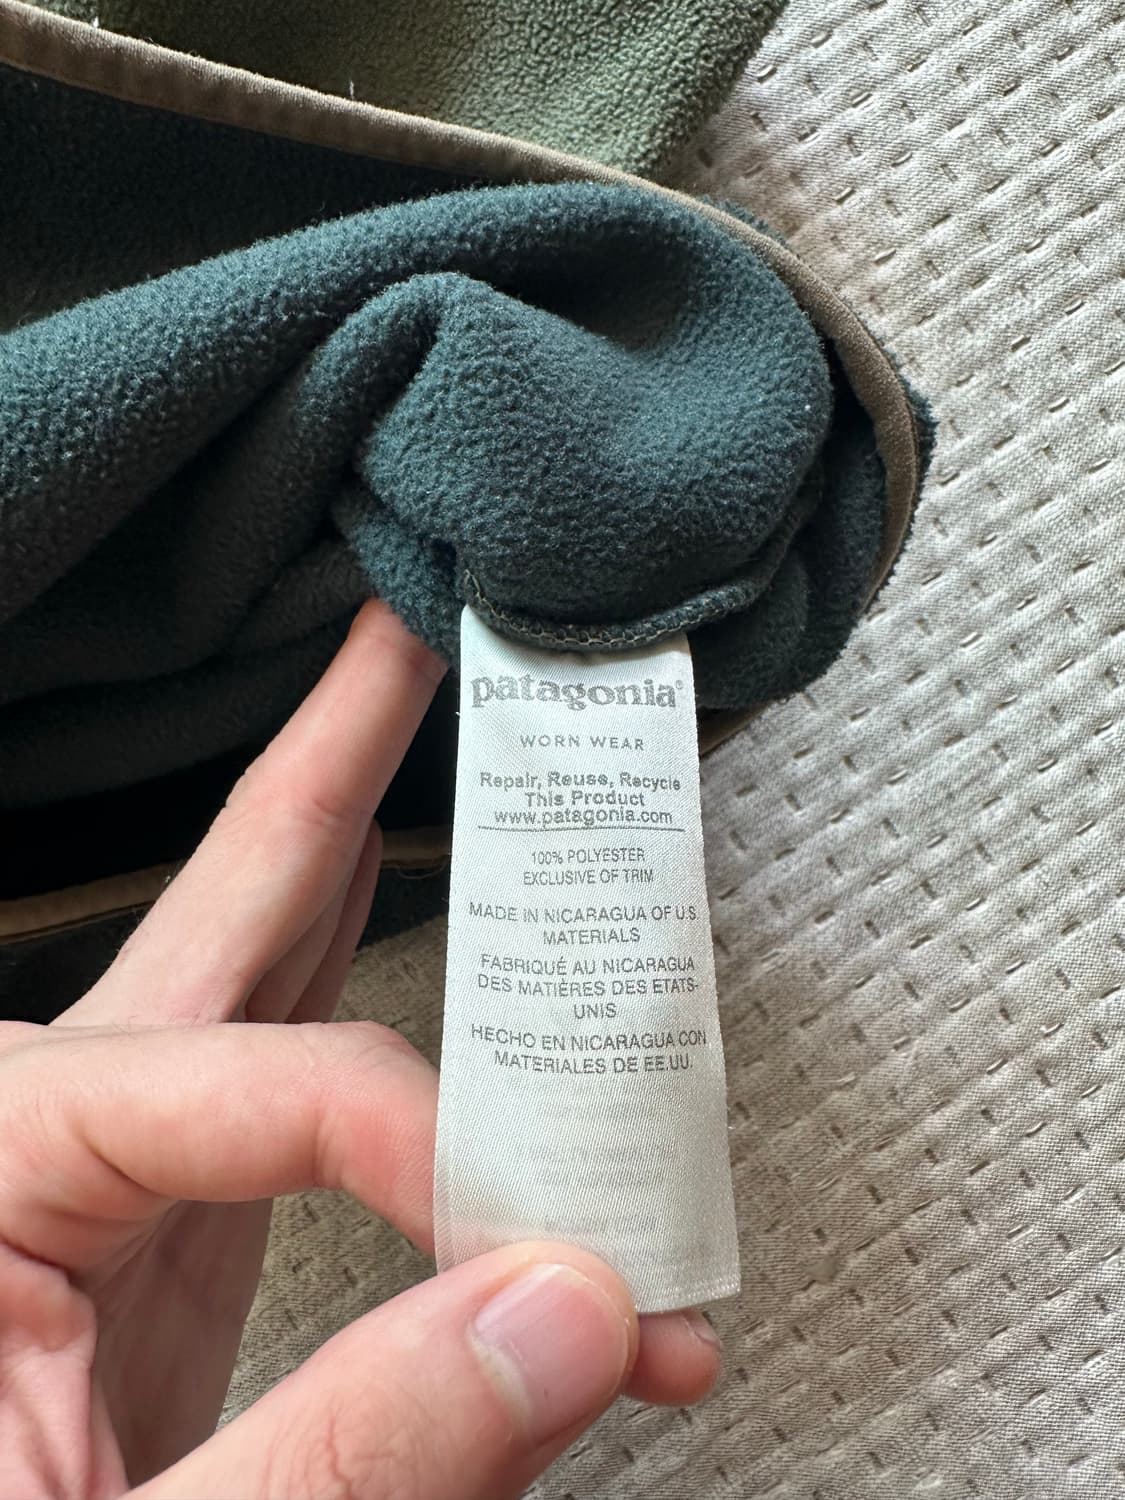 patagonia®
WORN WEAR
Repair, Reuse, Recycle
This Product
www.patagonia.com
100% POLYESTER
EXCLUSIVE OF TRIM
MADE IN NICARAGUA OF U.S.
MATERIALS
FABRIQUÉ AU NICARAGUA
DES MATIÈRES DES ETATS-
UNIS
HECHO EN NICARAGUA CON
MATERIALES DE EE.UU.